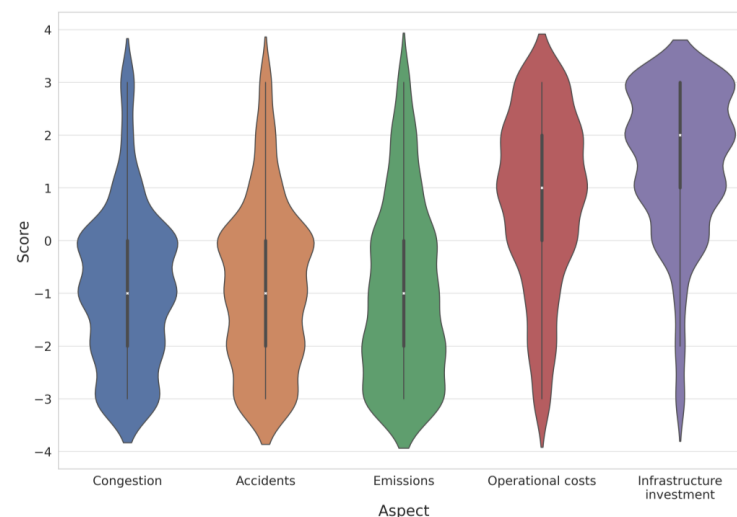 4
3
2
1
0
−1
−2
−3
−4
Score
Congestion
Accidents
Emissions
Operational costs
Infrastructure
investment
Aspect